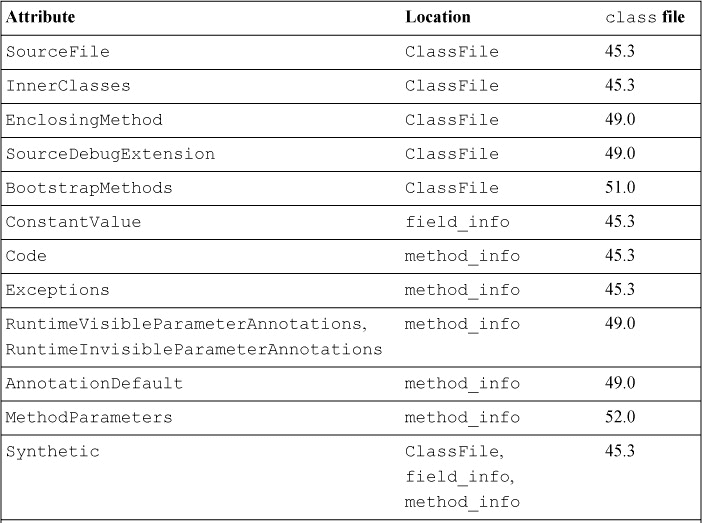 Attribute Location class file
SourceFile ClassFile 45.3
InnerClasses ClassFile 45.3
EnclosingMethod ClassFile 49.0
SourceDebugExtension ClassFile 49.0
BootstrapMethods ClassFile 51.0
ConstantValue field_info 45.3
Code method_info 45.3
Exceptions method_info 45.3
RuntimeVisibleParameterAnnotations, method_info 49.0
RuntimeInvisibleParameterAnnotations
AnnotationDefault method_info 49.0
MethodParameters method_info 52.0
Synthetic ClassFile, 45.3
field_info,
method_info